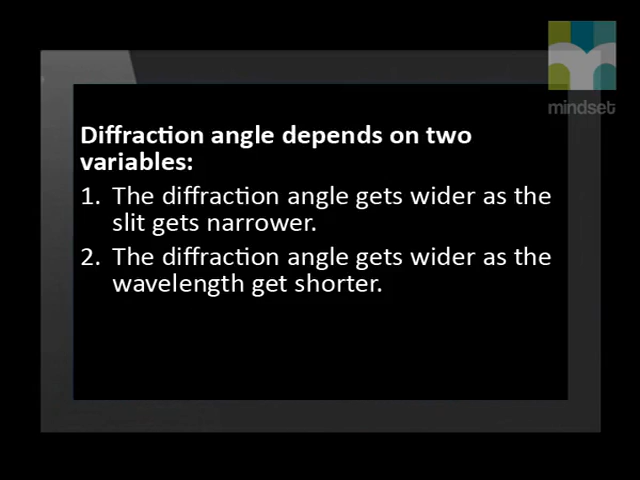 mindset
Diffraction angle depends on two
variables:
1. The diffraction angle gets wider as the
slit gets narrower.
2. The diffraction angle gets wider as the
wavelength get shorter.